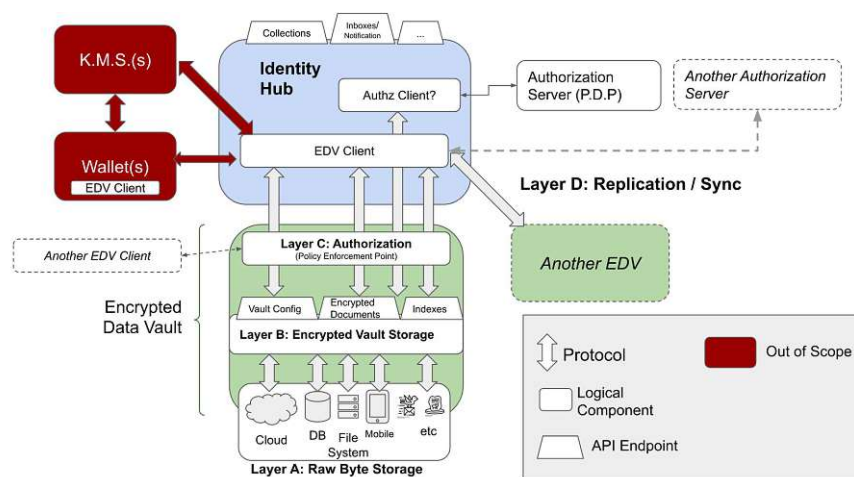 Collections
Inboxes/
Notification
...
K.M.S.(s)
Identity
Hub
Authz Client?
Authorization
Server (P.D.P)
Another Authorization
Server
EDV Client
Wallet(s)
EDV Client
Layer D: Replication / Sync
Another EDV Client
Layer C: Authorization
(Policy Enforcement Point)
Another EDV
Encrypted
Data Vault
Vault Config
Encrypted
Documents
Indexes
Layer B: Encrypted Vault Storage
Cloud
DB
File
Mobile
etc
System
Layer A: Raw Byte Storage
Protocol
Out of Scope
Logical
Component
API Endpoint